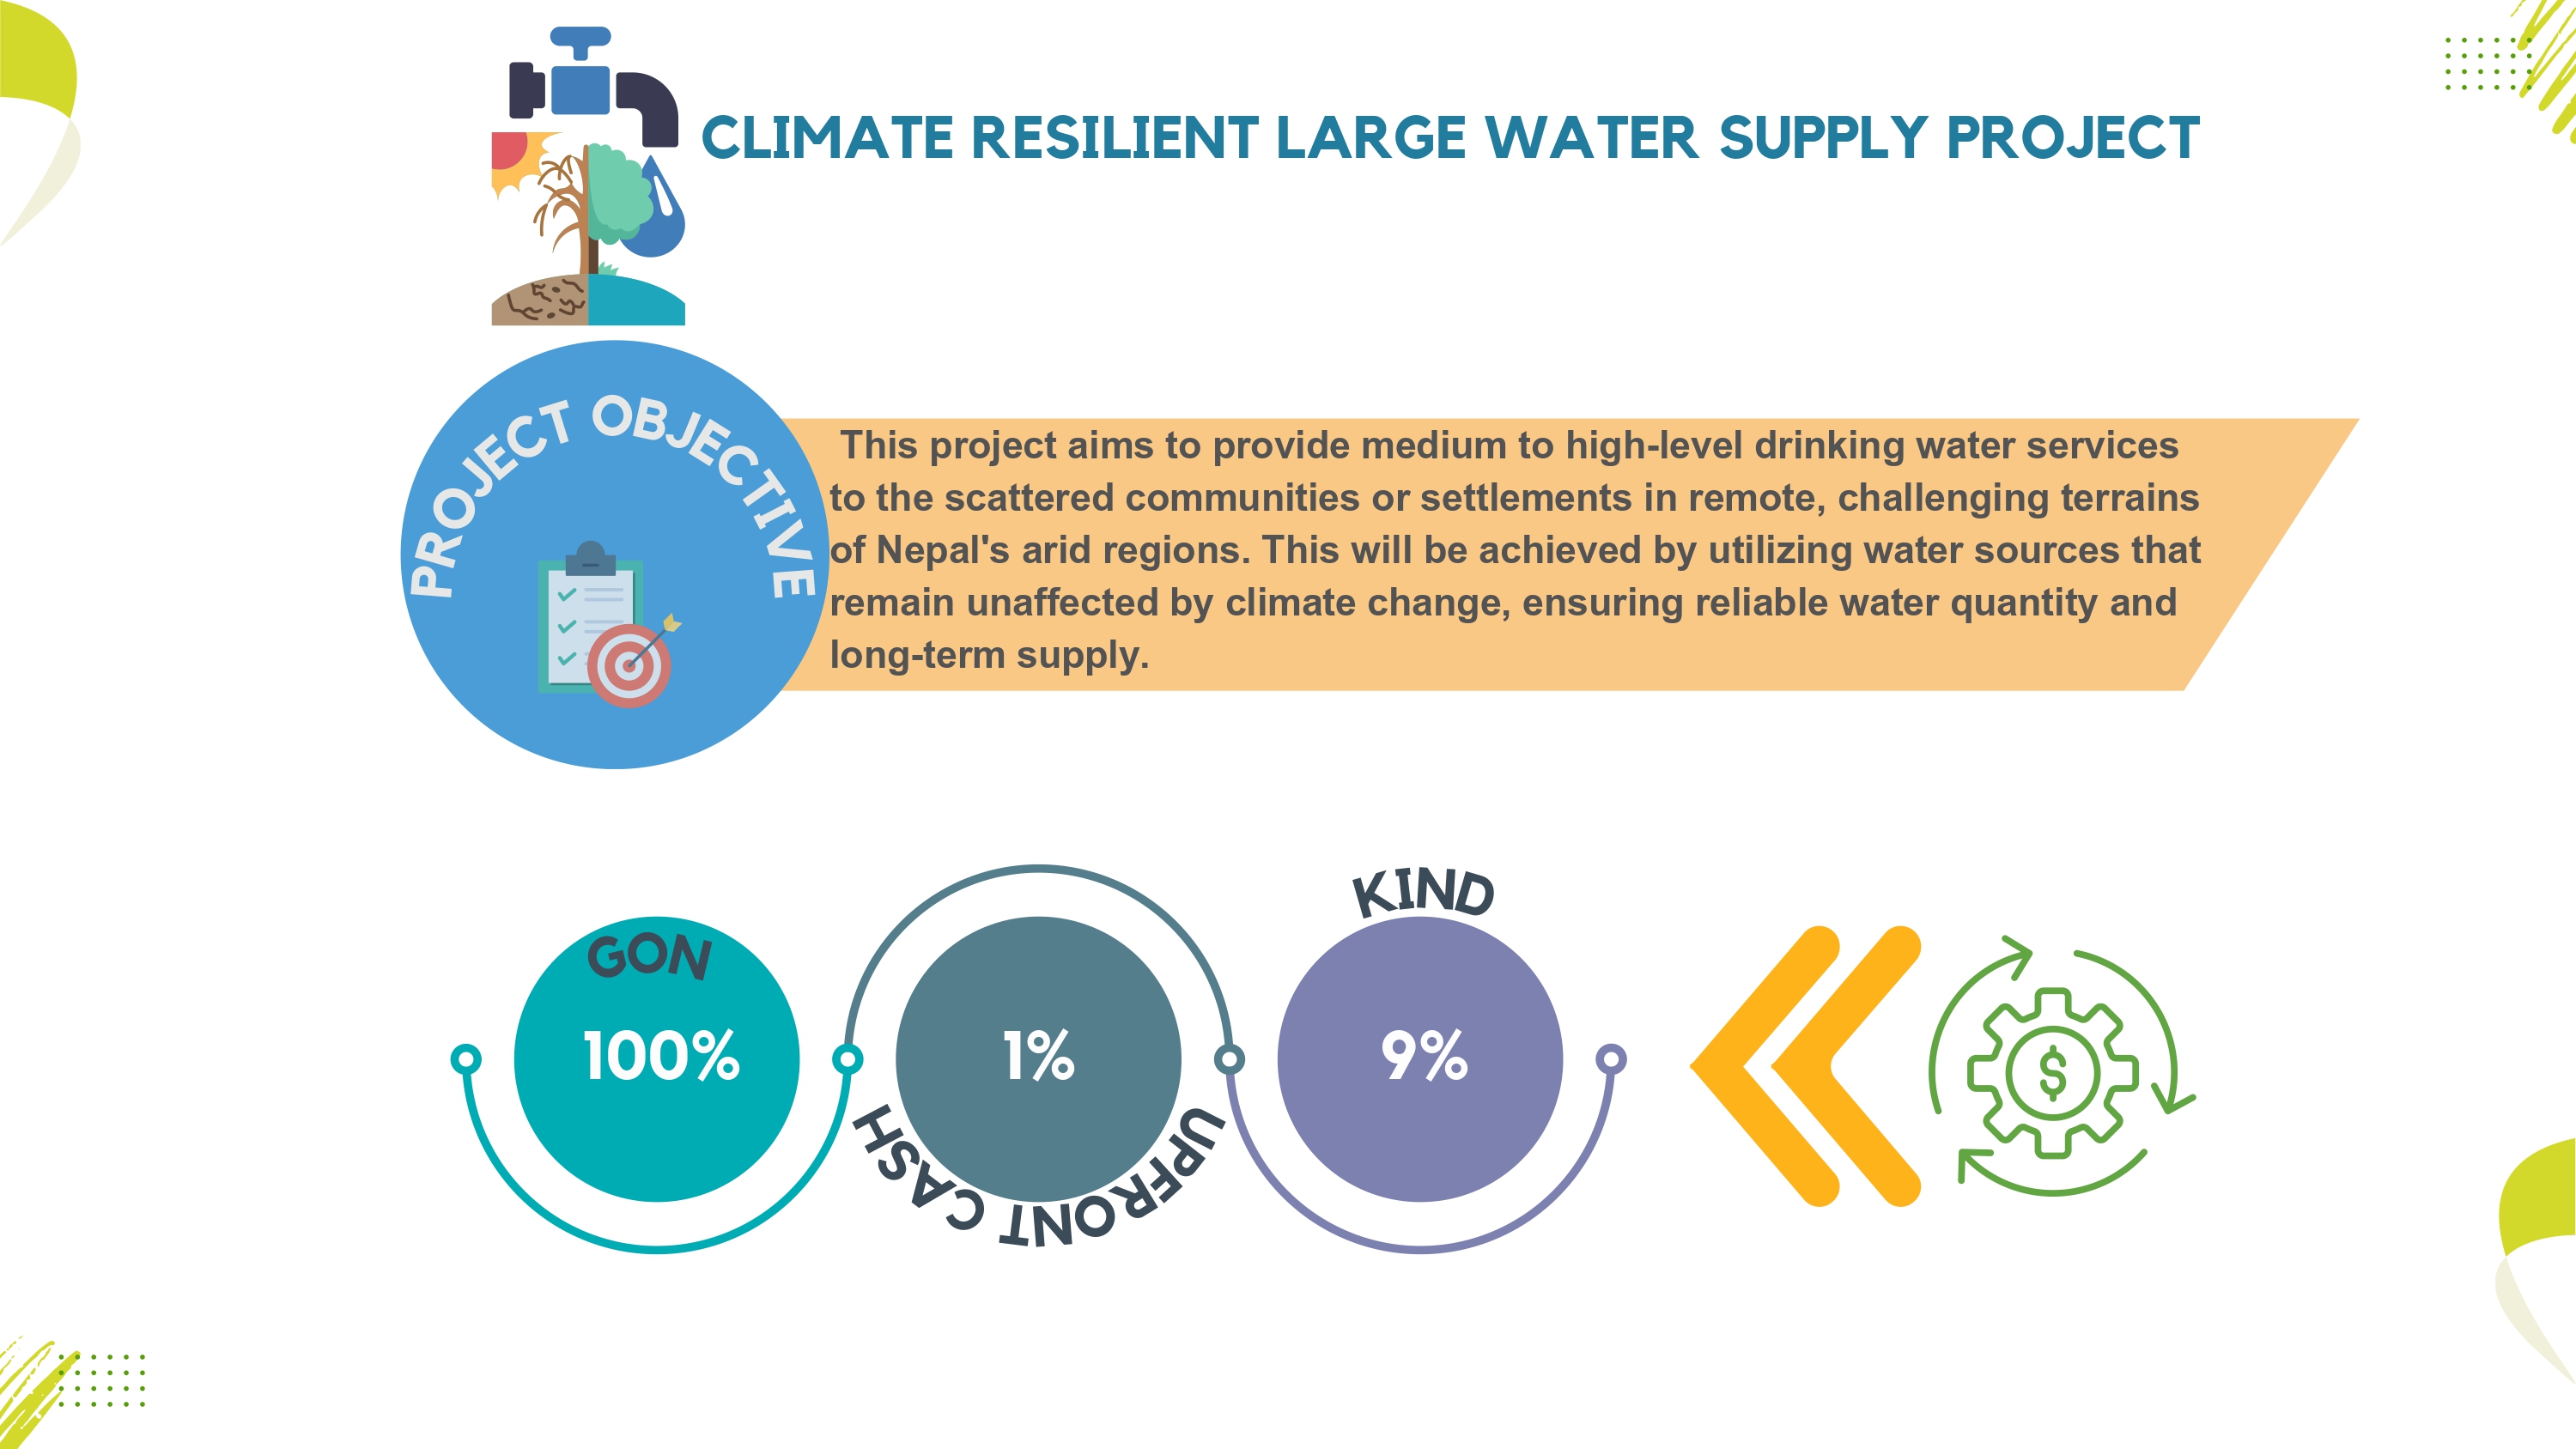 CLIMATE RESILIENT LARGE WATER SUPPLY PROJECT
PROJECT OBJECTIVE
This project aims to provide medium to high-level drinking water services
to the scattered communities or settlements in remote, challenging terrains
of Nepal's arid regions. This will be achieved by utilizing water sources that
remain unaffected by climate change, ensuring reliable water quantity and
long-term supply.
GON
100%
1%
UPFRONT CASH
KIND
9%
$